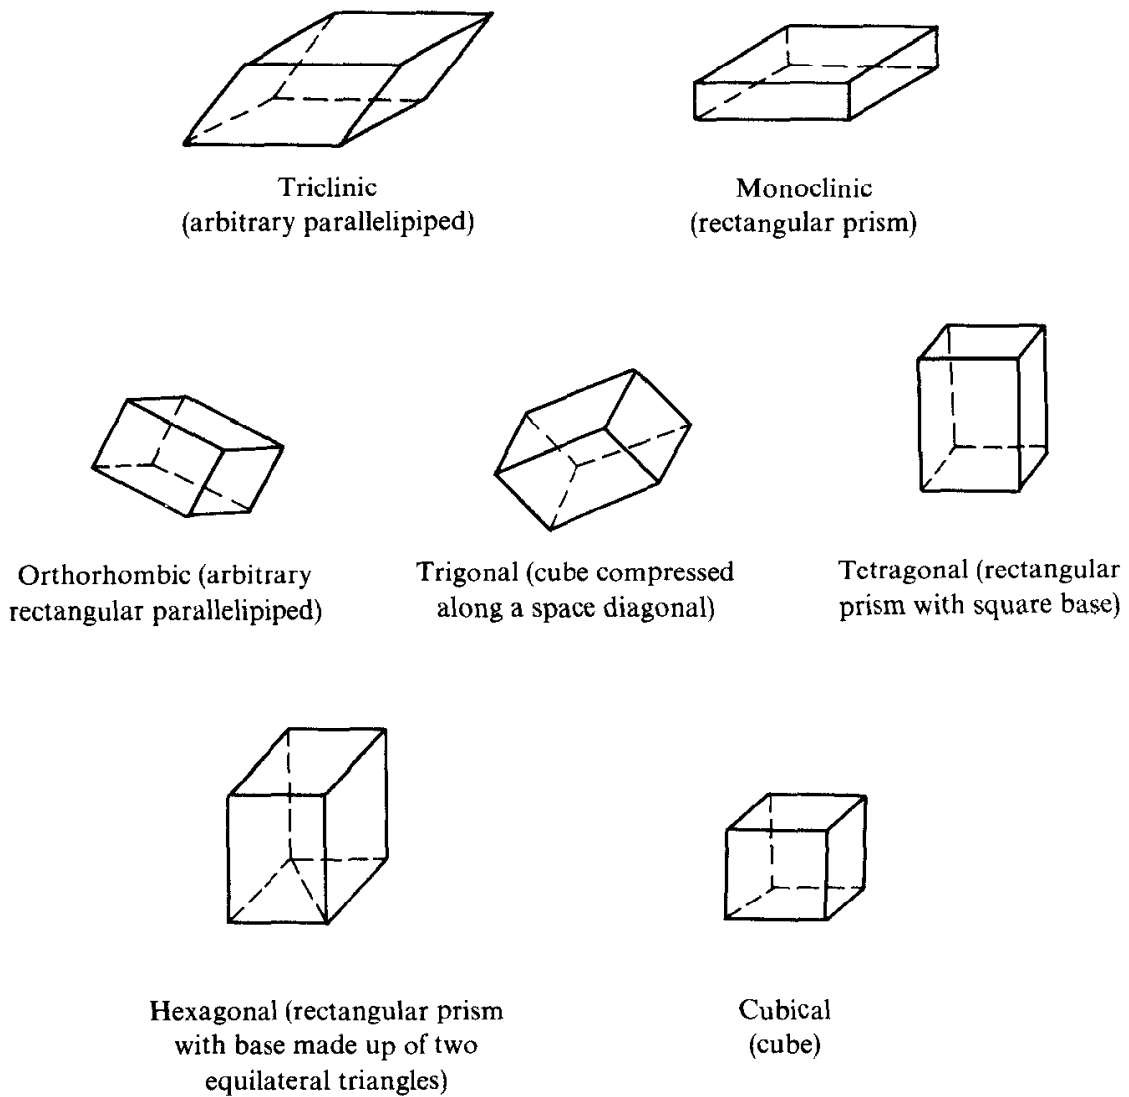 Triclinic
(arbitrary parallelipiped)
Monoclinic
(rectangular prism)
Orthorhombic (arbitrary
rectangular parallelipiped)
Trigonal (cube compressed
along a space diagonal)
Tetragonal (rectangular
prism with square base)
Hexagonal (rectangular prism
with base made up of two
equilateral triangles)
Cubical
(cube)